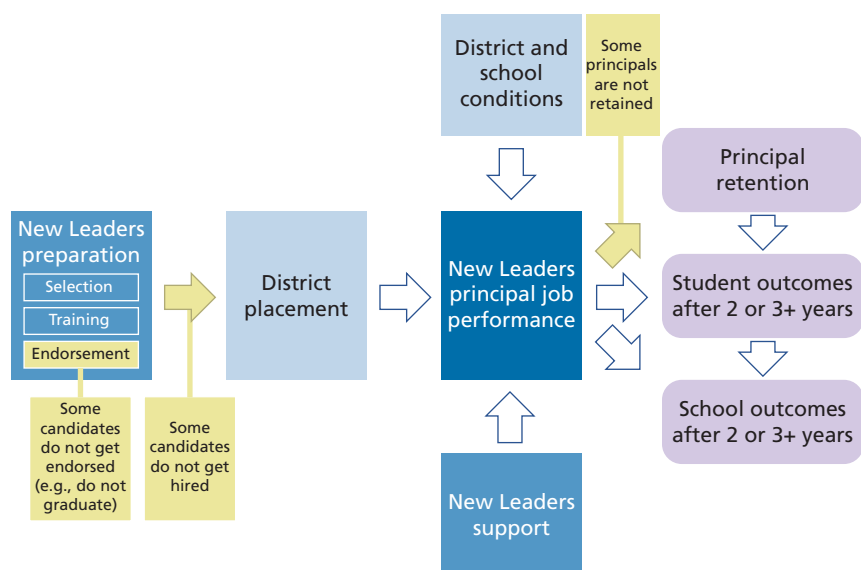 District and
school
conditions
Some
principals
are not
retained
Principal
retention
New Leaders
preparation
Selection
Training
Endorsement
District
placement
New Leaders
principal job
performance
Student outcomes
after 2 or 3+ years
School outcomes
after 2 or 3+ years
Some
candidates
do not get
endorsed
(e.g., do not
graduate)
Some
candidates
do not get
hired
New Leaders
support